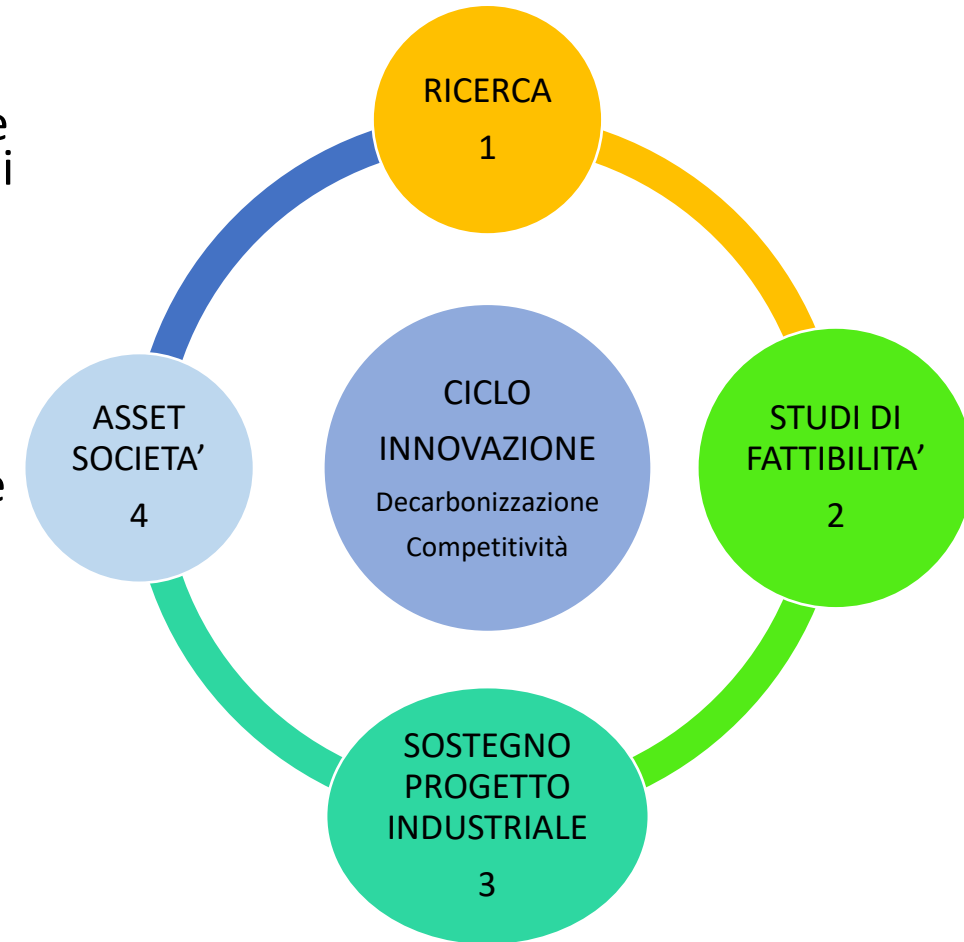 e
i
e
RICERCA
1
STUDI DI
FATTIBILITA'
2
SOSTEGNO
PROGETTO
INDUSTRIALE
3
ASSET
SOCIETA'
4
CICLO
INNOVAZIONE
Decarbonizzazione
Competitività